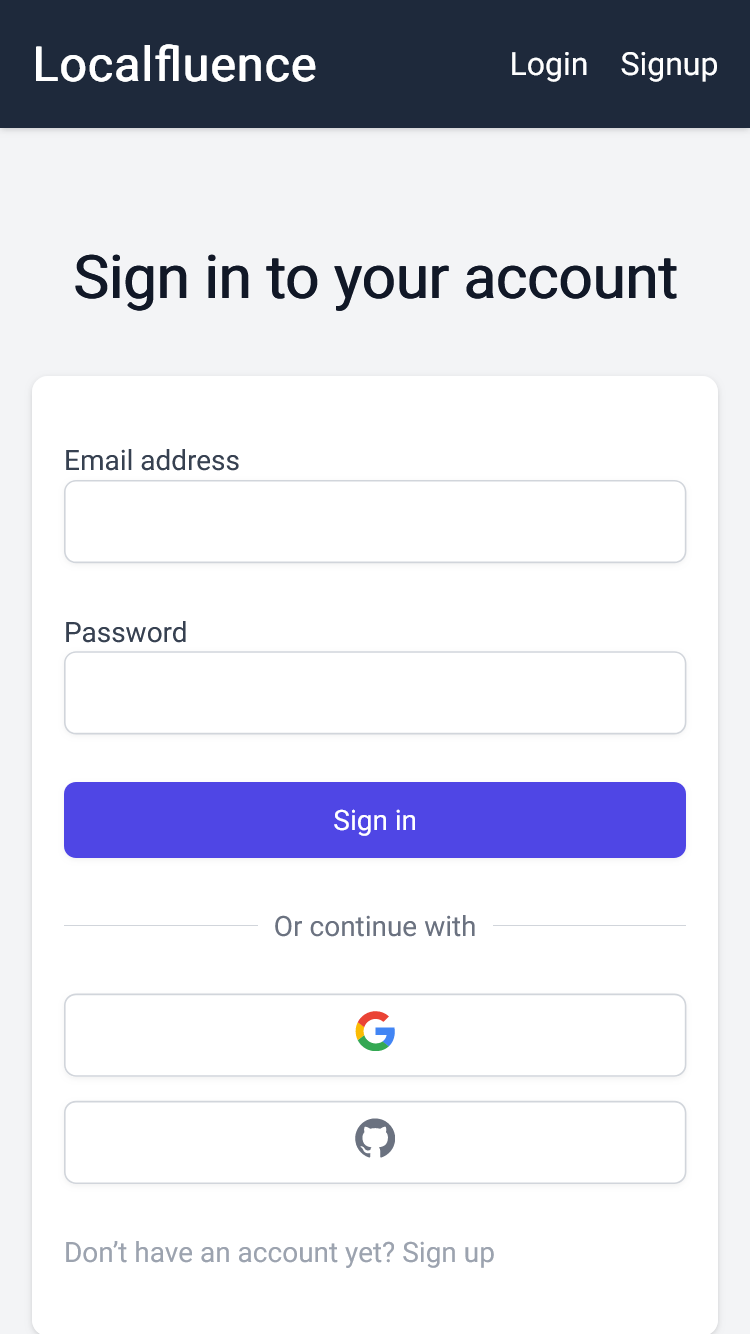 Localfluence Login Signup
Sign in to your account
Email address
Password
Sign in
Or continue with
Don’t have an account yet? Sign up